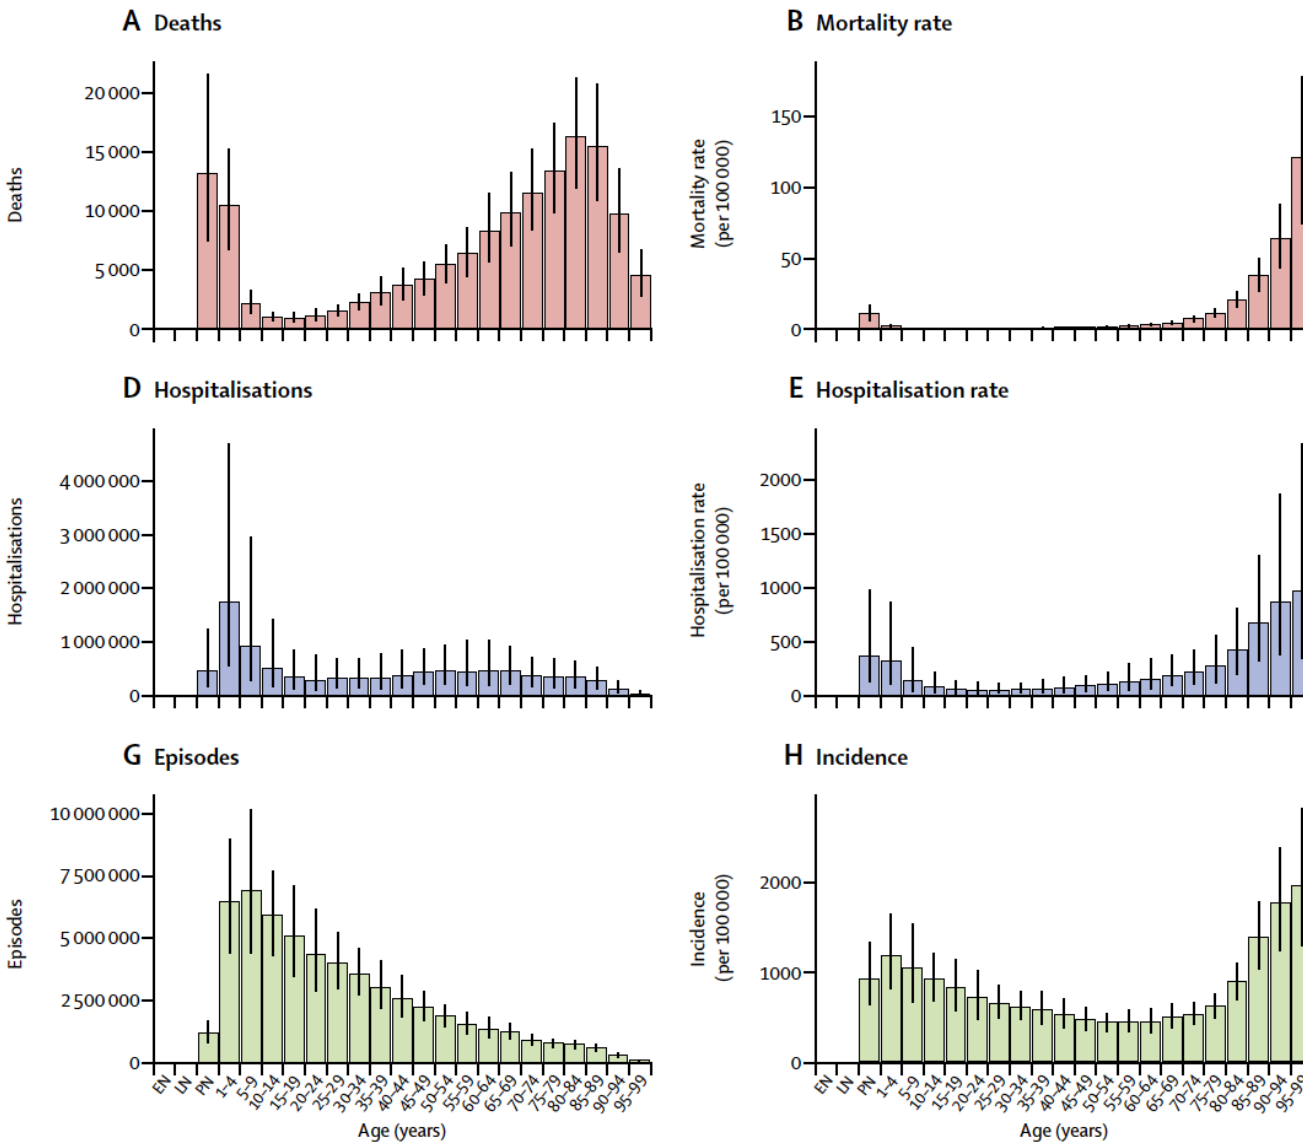 A Deaths
B Mortality rate
Deaths
20 000
15 000
10 000
5 000
0
Mortality rate
(per 100 000)
150
100
50
0
D Hospitalisations
E Hospitalisation rate
Hospitalisations
4 000 000
3 000 000
2 000 000
1 000 000
0
Hospitalisation rate
(per 100 000)
2000
1500
1000
500
0
G Episodes
H Incidence
Episodes
10 000 000
7 500 000
5 000 000
2 500 000
0
Incidence
(per 100 000)
2000
1000
0
EN
LN
PN
1–4
5–9
10–14
15–19
20–24
25–29
30–34
35–39
40–44
45–49
50–54
55–59
60–64
65–69
70–74
75–79
80–84
85–89
90–94
95–99
Age (years)
EN
LN
PN
1–4
5–9
10–14
15–19
20–24
25–29
30–34
35–39
40–44
45–49
50–54
55–59
60–64
65–69
70–74
75–79
80–84
85–89
90–94
95–9
Age (years)